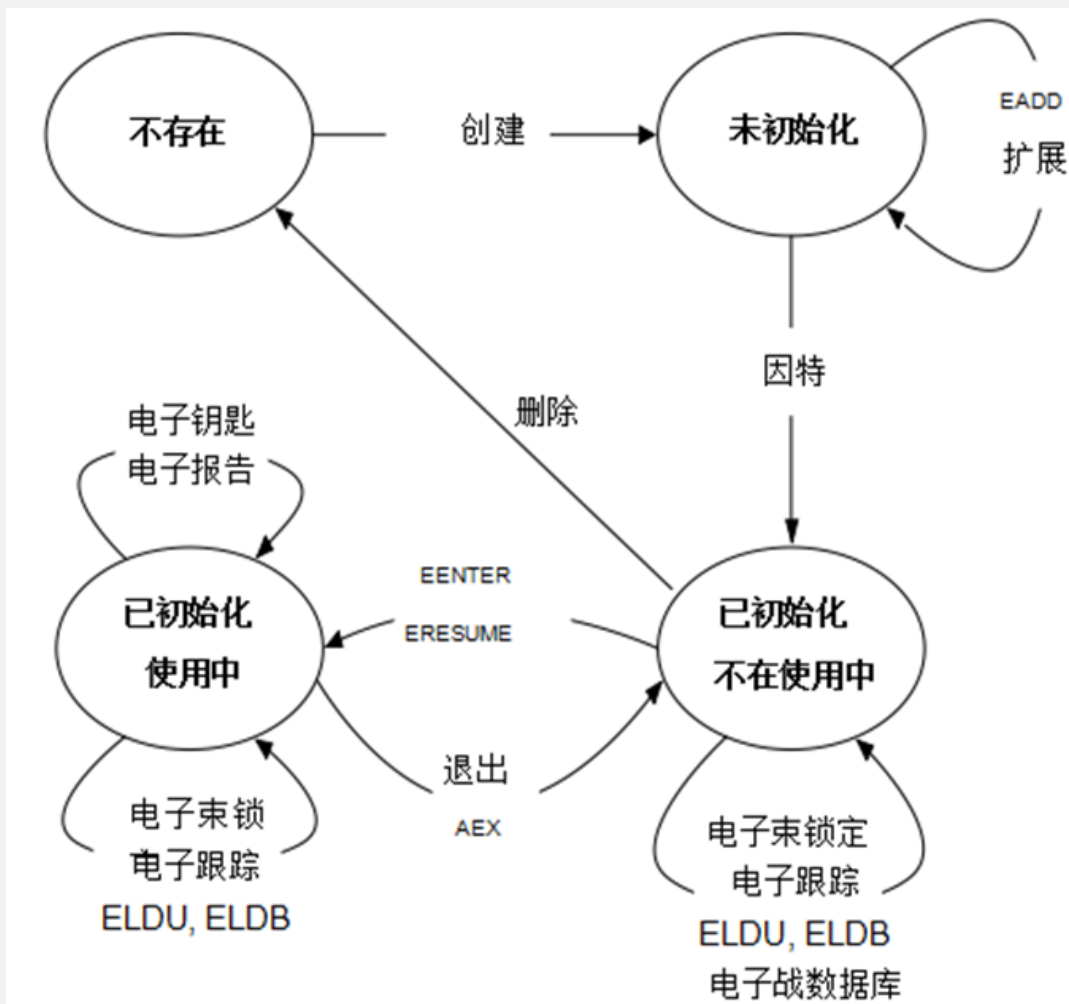 不存在
创建
未初始化
EADD
扩展
因特
删除
电子钥匙
电子报告
已初始化
使用中
EENTER
ERESUME
已初始化
不在使用中
退出
AEX
电子束锁
电子跟踪
ELDU, ELDB
电子束锁定
电子跟踪
ELDU, ELDB
电子战数据库